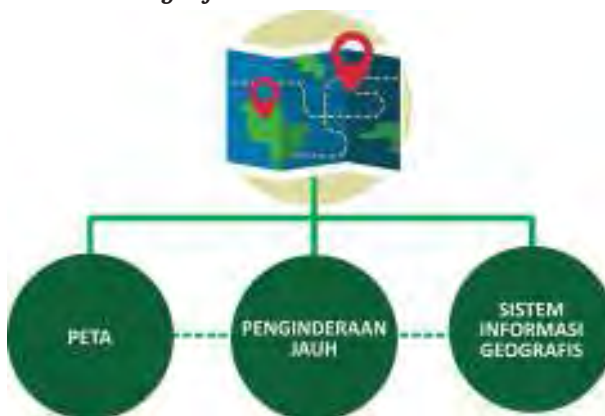 PETA
PENGINDERAAN
JAUH
SISTEM
INFORMASI
GEOGRAFIS